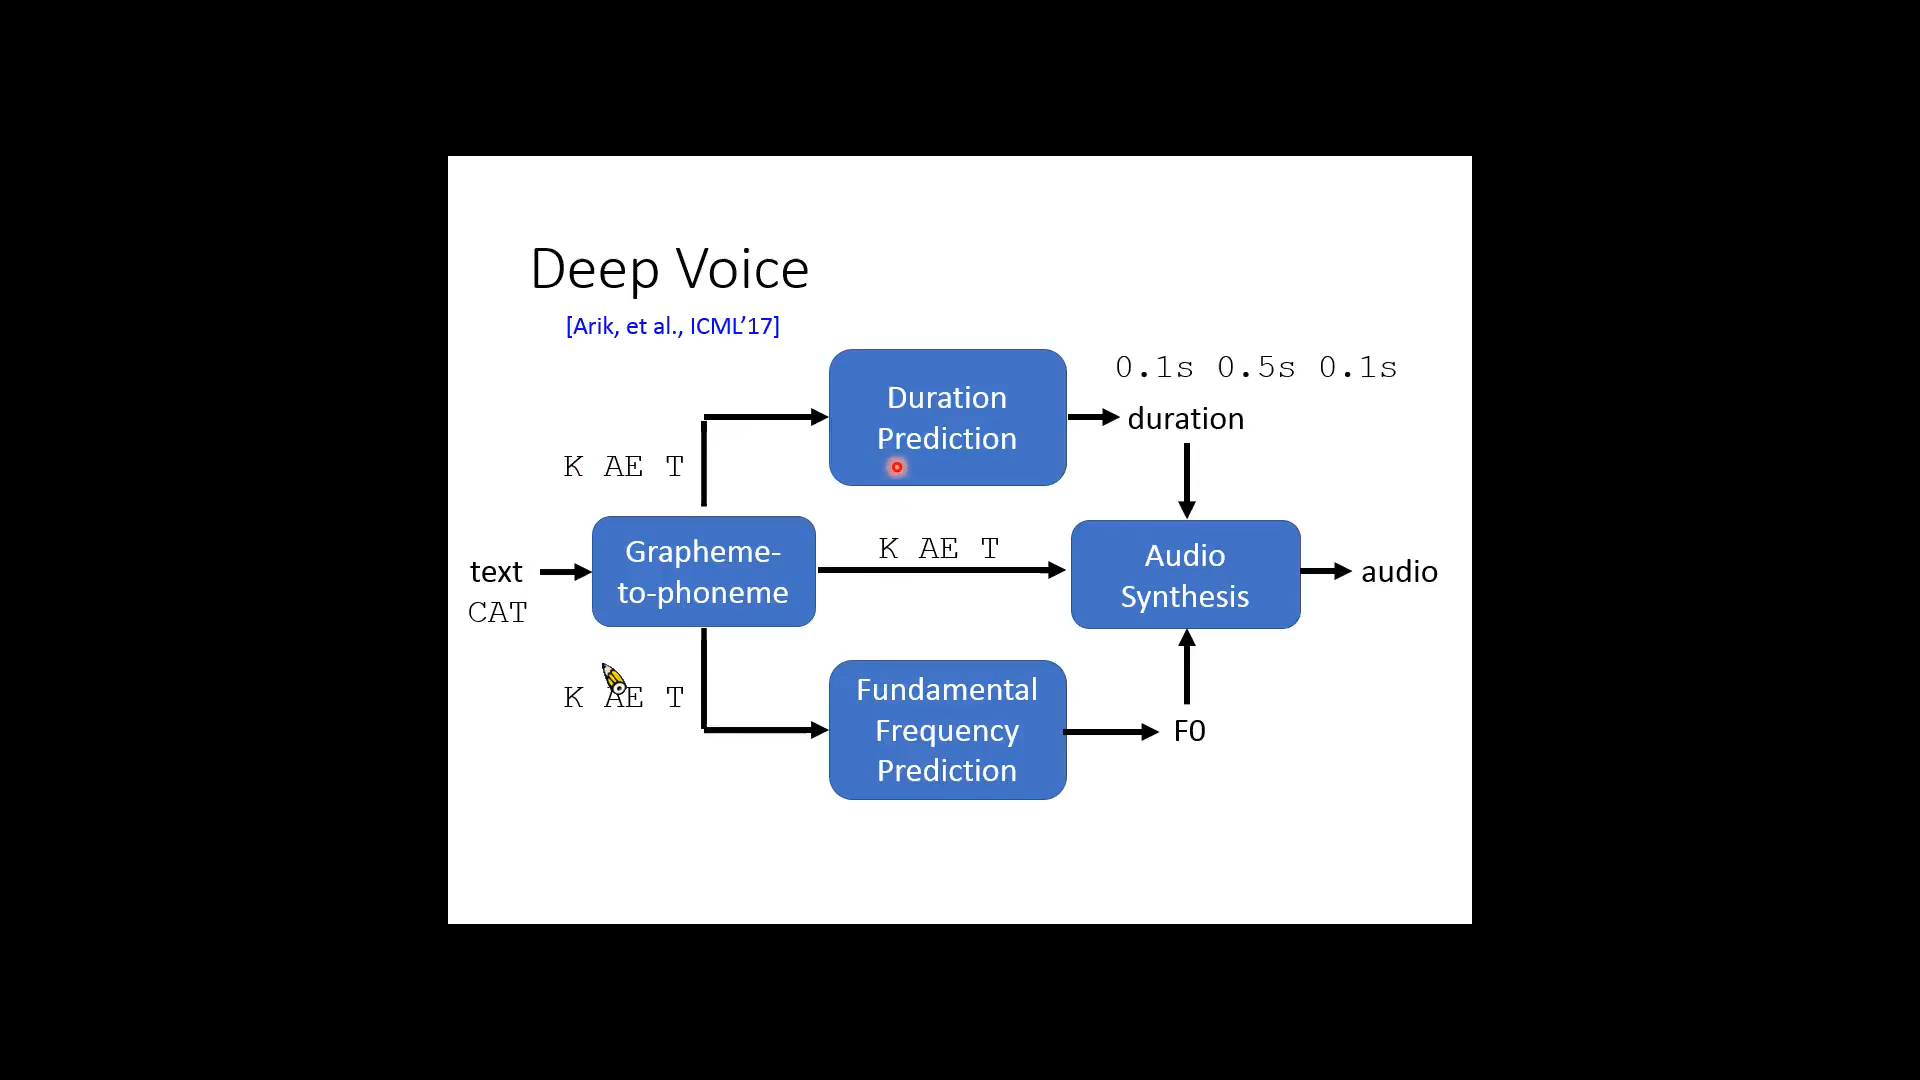 Deep Voice
[Arik, et al., ICML’17]
0.1s 0.5s 0.1s
Duration
Prediction
duration
K AE T
K AE T
Grapheme-
to-phoneme
Audio
Synthesis
text
CAT
audio
K AE T
Fundamental
Frequency
Prediction
F0